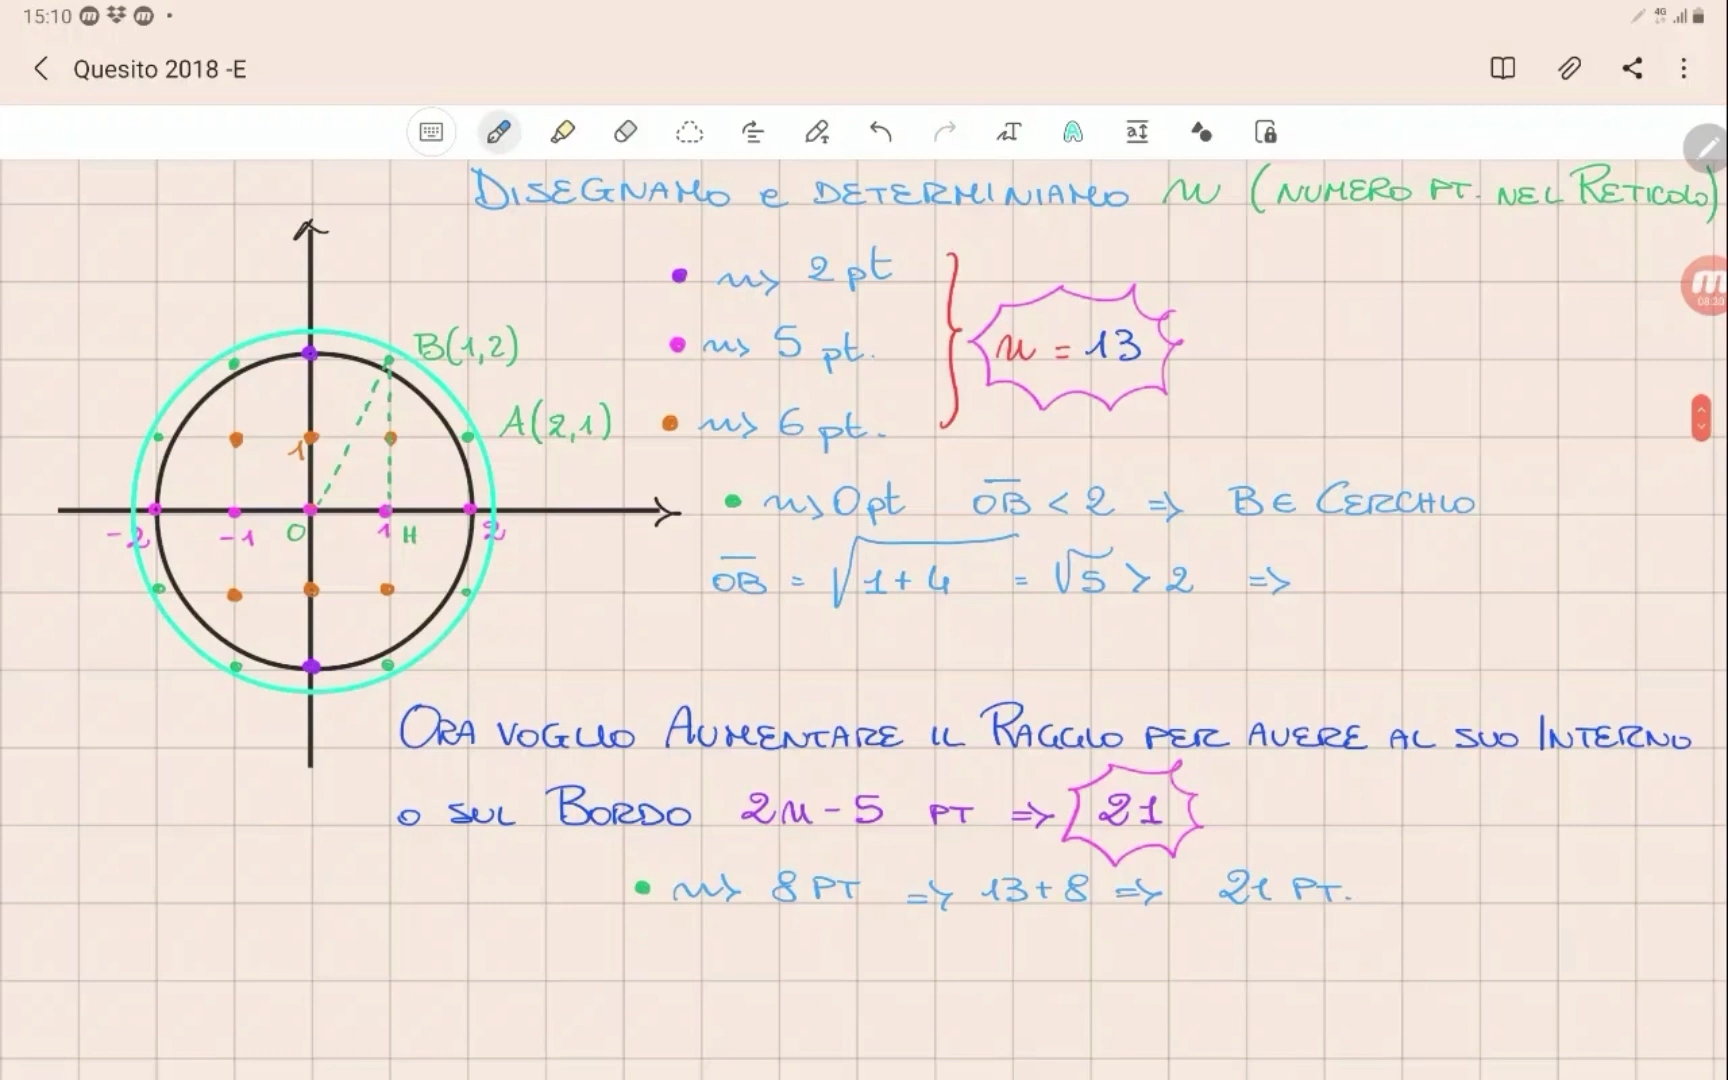 15:10
4G
Quesito 2018 -E
DISEGNAMO e DETERMINIAMO n (NUMERO PT. NEL RETICOLO)
• ⇝ 2 pt
• ⇝ 5 pt.
• ⇝ 6 pt.
n = 13
08:30
B(1,2)
A(2,1)
1
-2 -1 O 1 H 2
• ⇝ 0 pt OB < 2 => B ∈ CERCHIO
OB = √1+4 = √5 > 2 =>
ORA VOGLIO AUMENTARE IL RAGGIO PER AVERE AL SUO INTERNO
O SUL BORDO 2n-5 PT => 21
• ⇝ 8 PT => 13+8 => 21 PT.